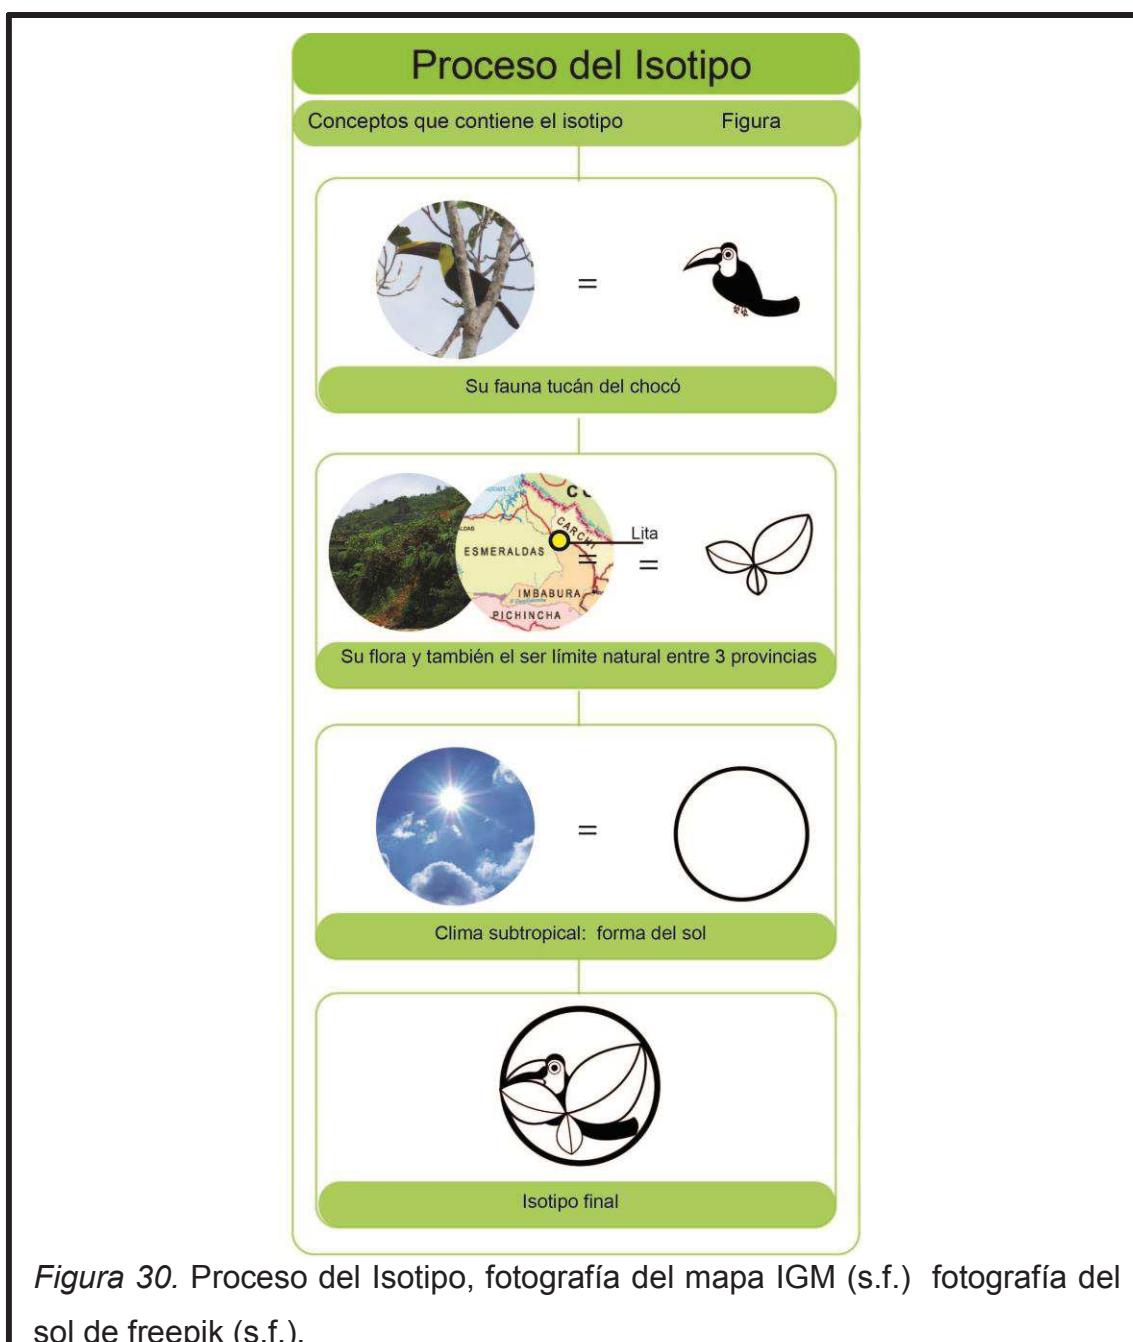 Proceso del Isotipo
Conceptos que contiene el isotipo Figura
=
Su fauna tucán del chocó
C
CARCHI
Lita
ESMERALDAS
= =
IMBABURA
PICHINCHA
Su flora y también el ser límite natural entre 3 provincias
=
Clima subtropical: forma del sol
Isotipo final
Figura 30. Proceso del Isotipo, fotografía del mapa IGM (s.f.) fotografía del
sol de freepik (s.f.).